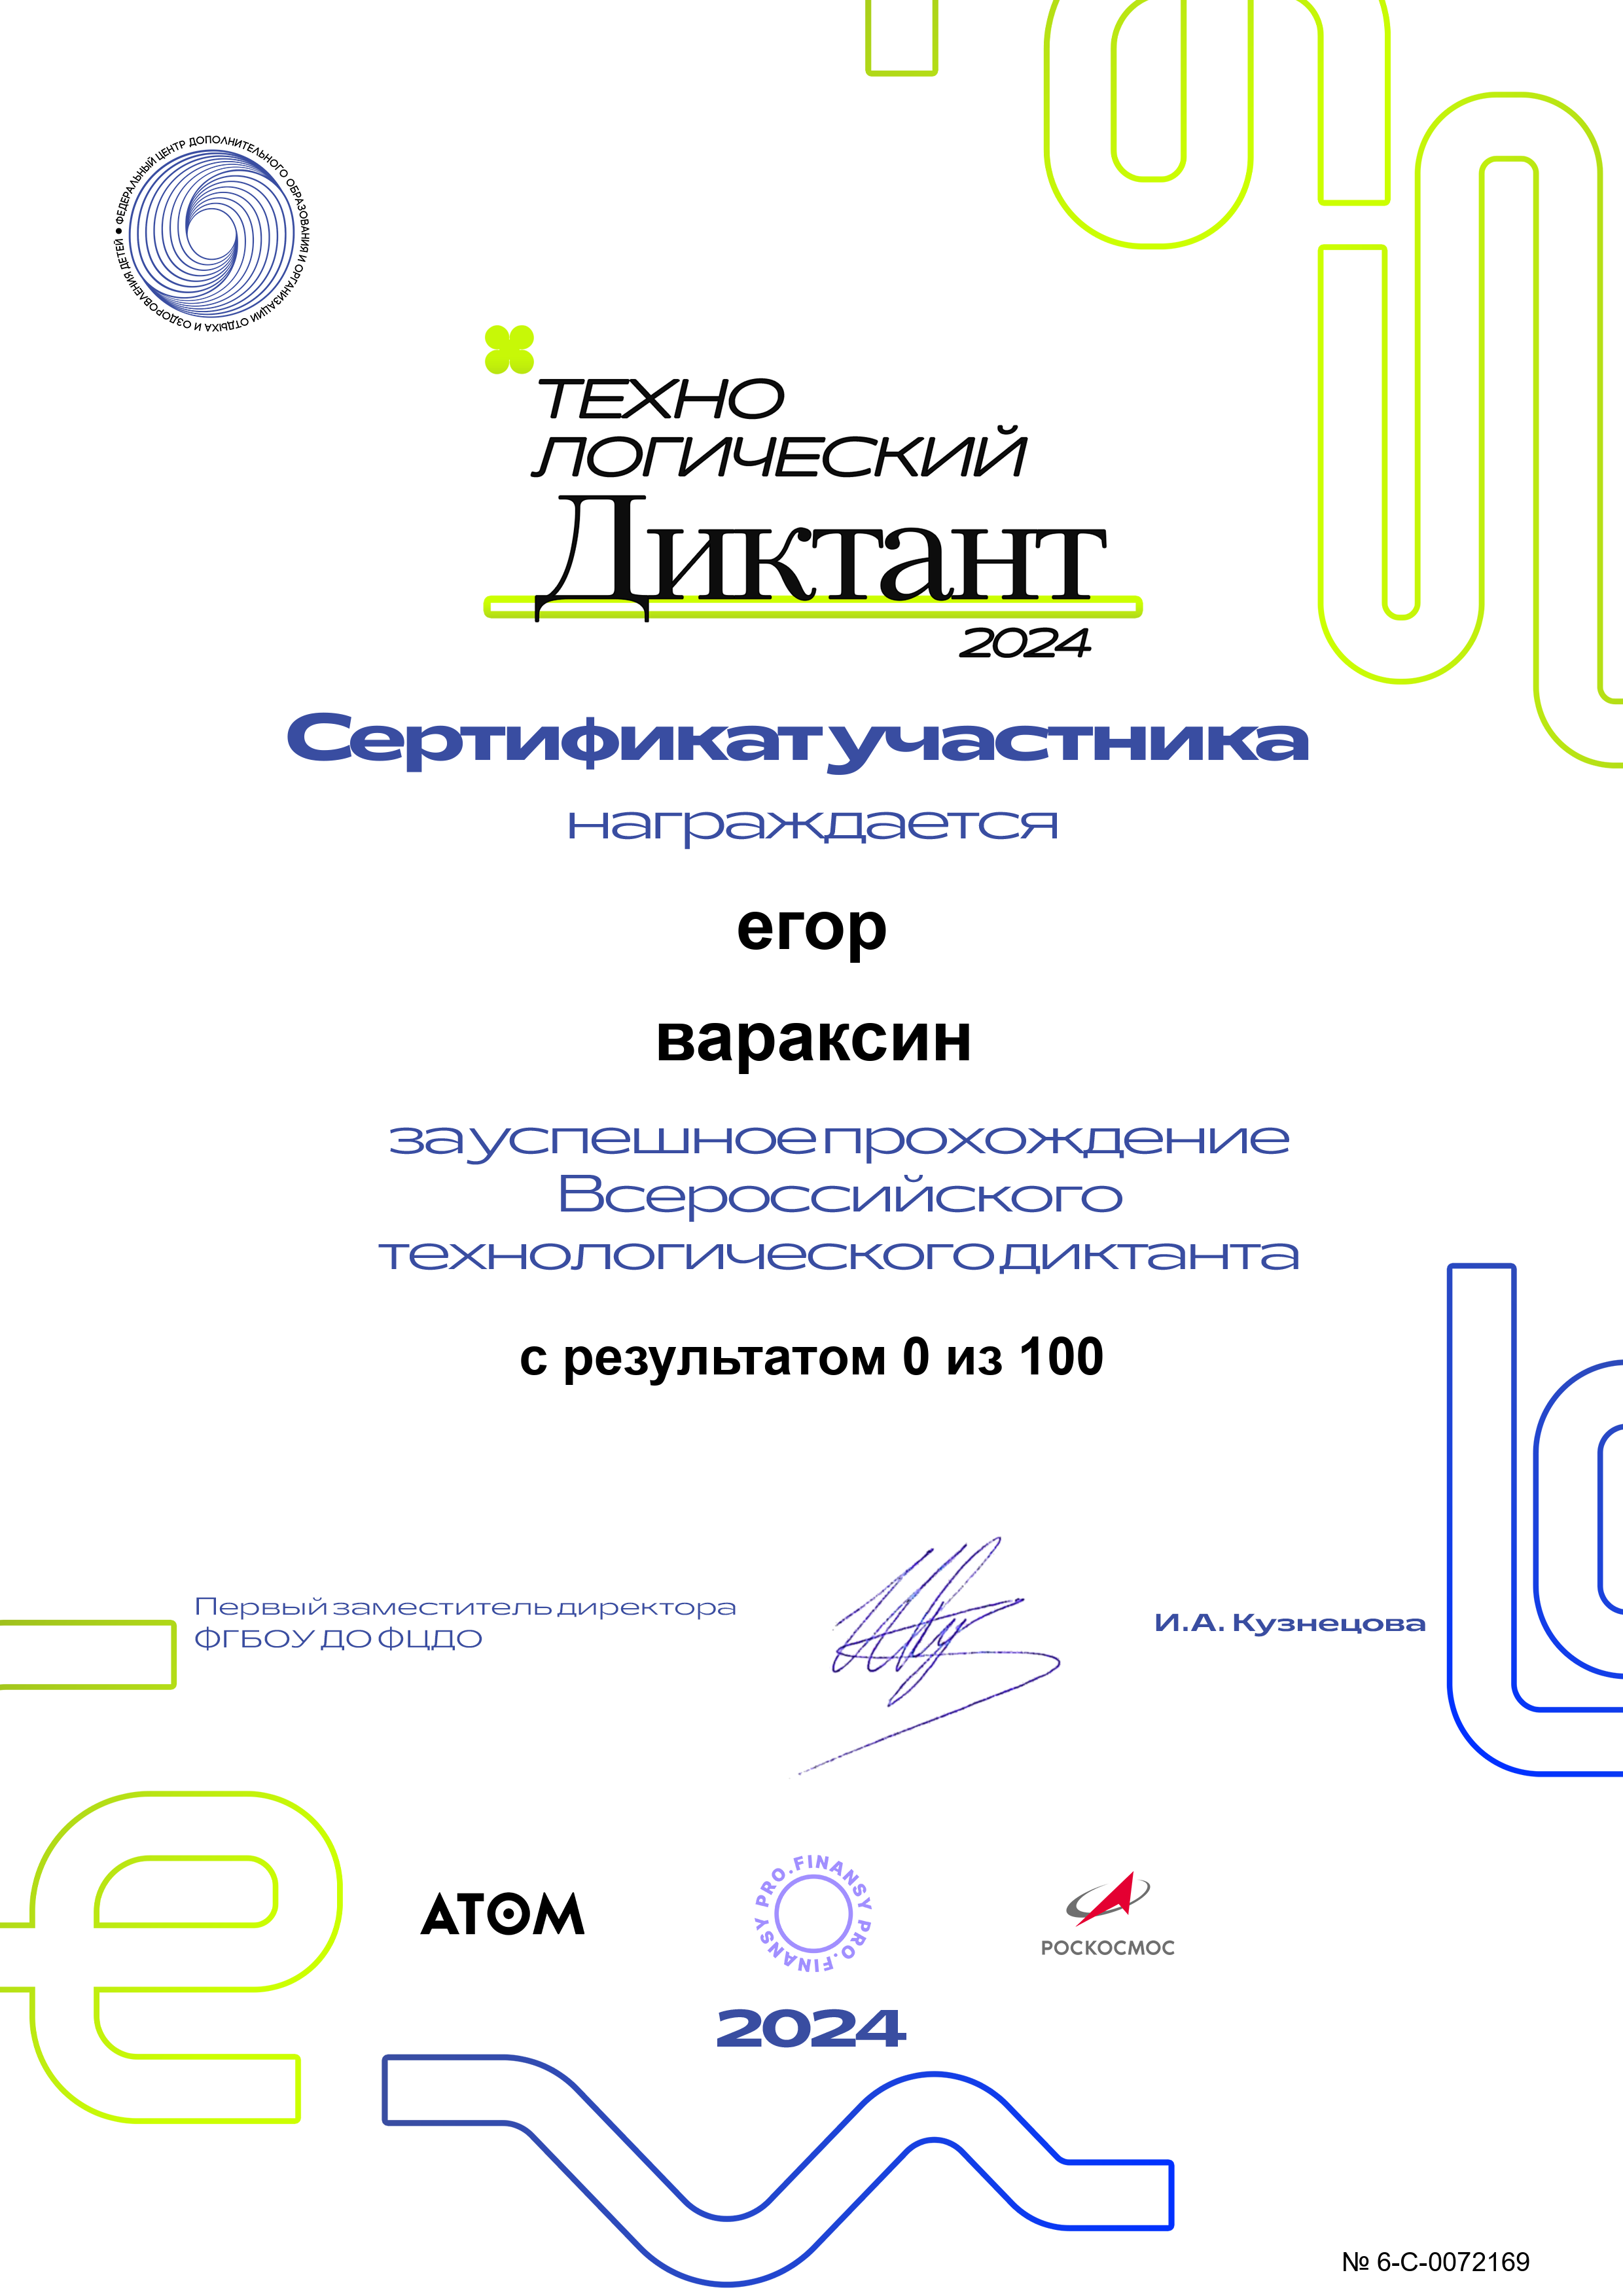 ФЕДЕРАЛЬНЫЙ ЦЕНТР ДОПОЛНИТЕЛЬНОГО ОБРАЗОВАНИЯ И ОРГАНИЗАЦИИ ОТДЫХА И ОЗДОРОВЛЕНИЯ ДЕТЕЙ •
ТЕХНО
ЛОГИЧЕСКИЙ
Диктант
2024
Сертификат участника
награждается
егор
вараксин
за успешное прохождение
Всероссийского
технологического диктанта
с результатом 0 из 100
Первый заместитель директора
ФГБОУ ДО ФЦДО
И.А. Кузнецова
АТОМ
PRO.FINANSY PRO.FINANSY
РОСКОСМОС
2024
№ 6-С-0072169